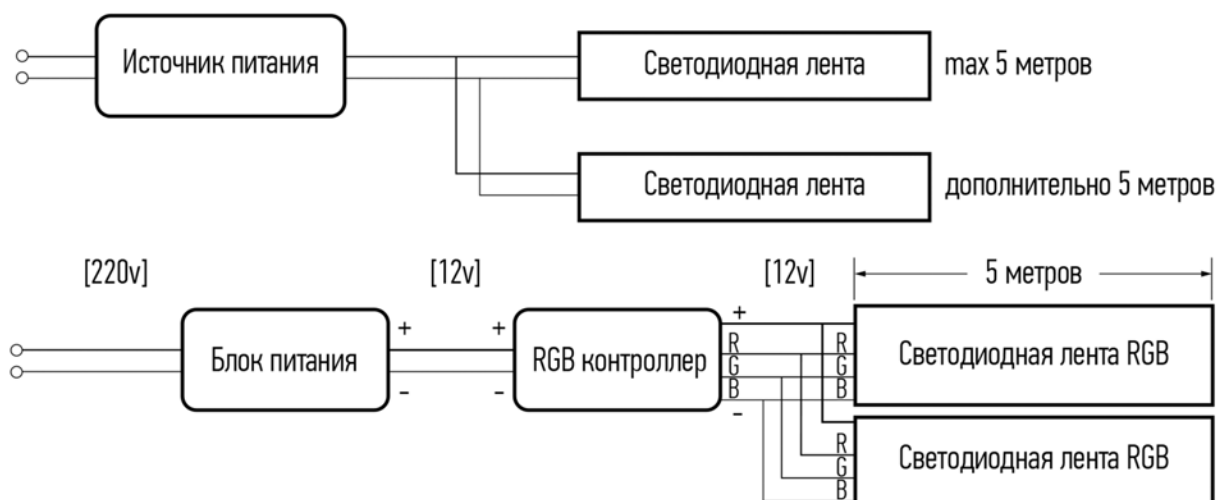 Источник питания
Светодиодная лента
max 5 метров
Светодиодная лента
дополнительно 5 метров
[220v]
[12v]
[12v]
5 метров
Блок питания
+
-
+
-
RGB контроллер
+
R
G
B
-
R
G
B
Светодиодная лента RGB
R
G
B
Светодиодная лента RGB